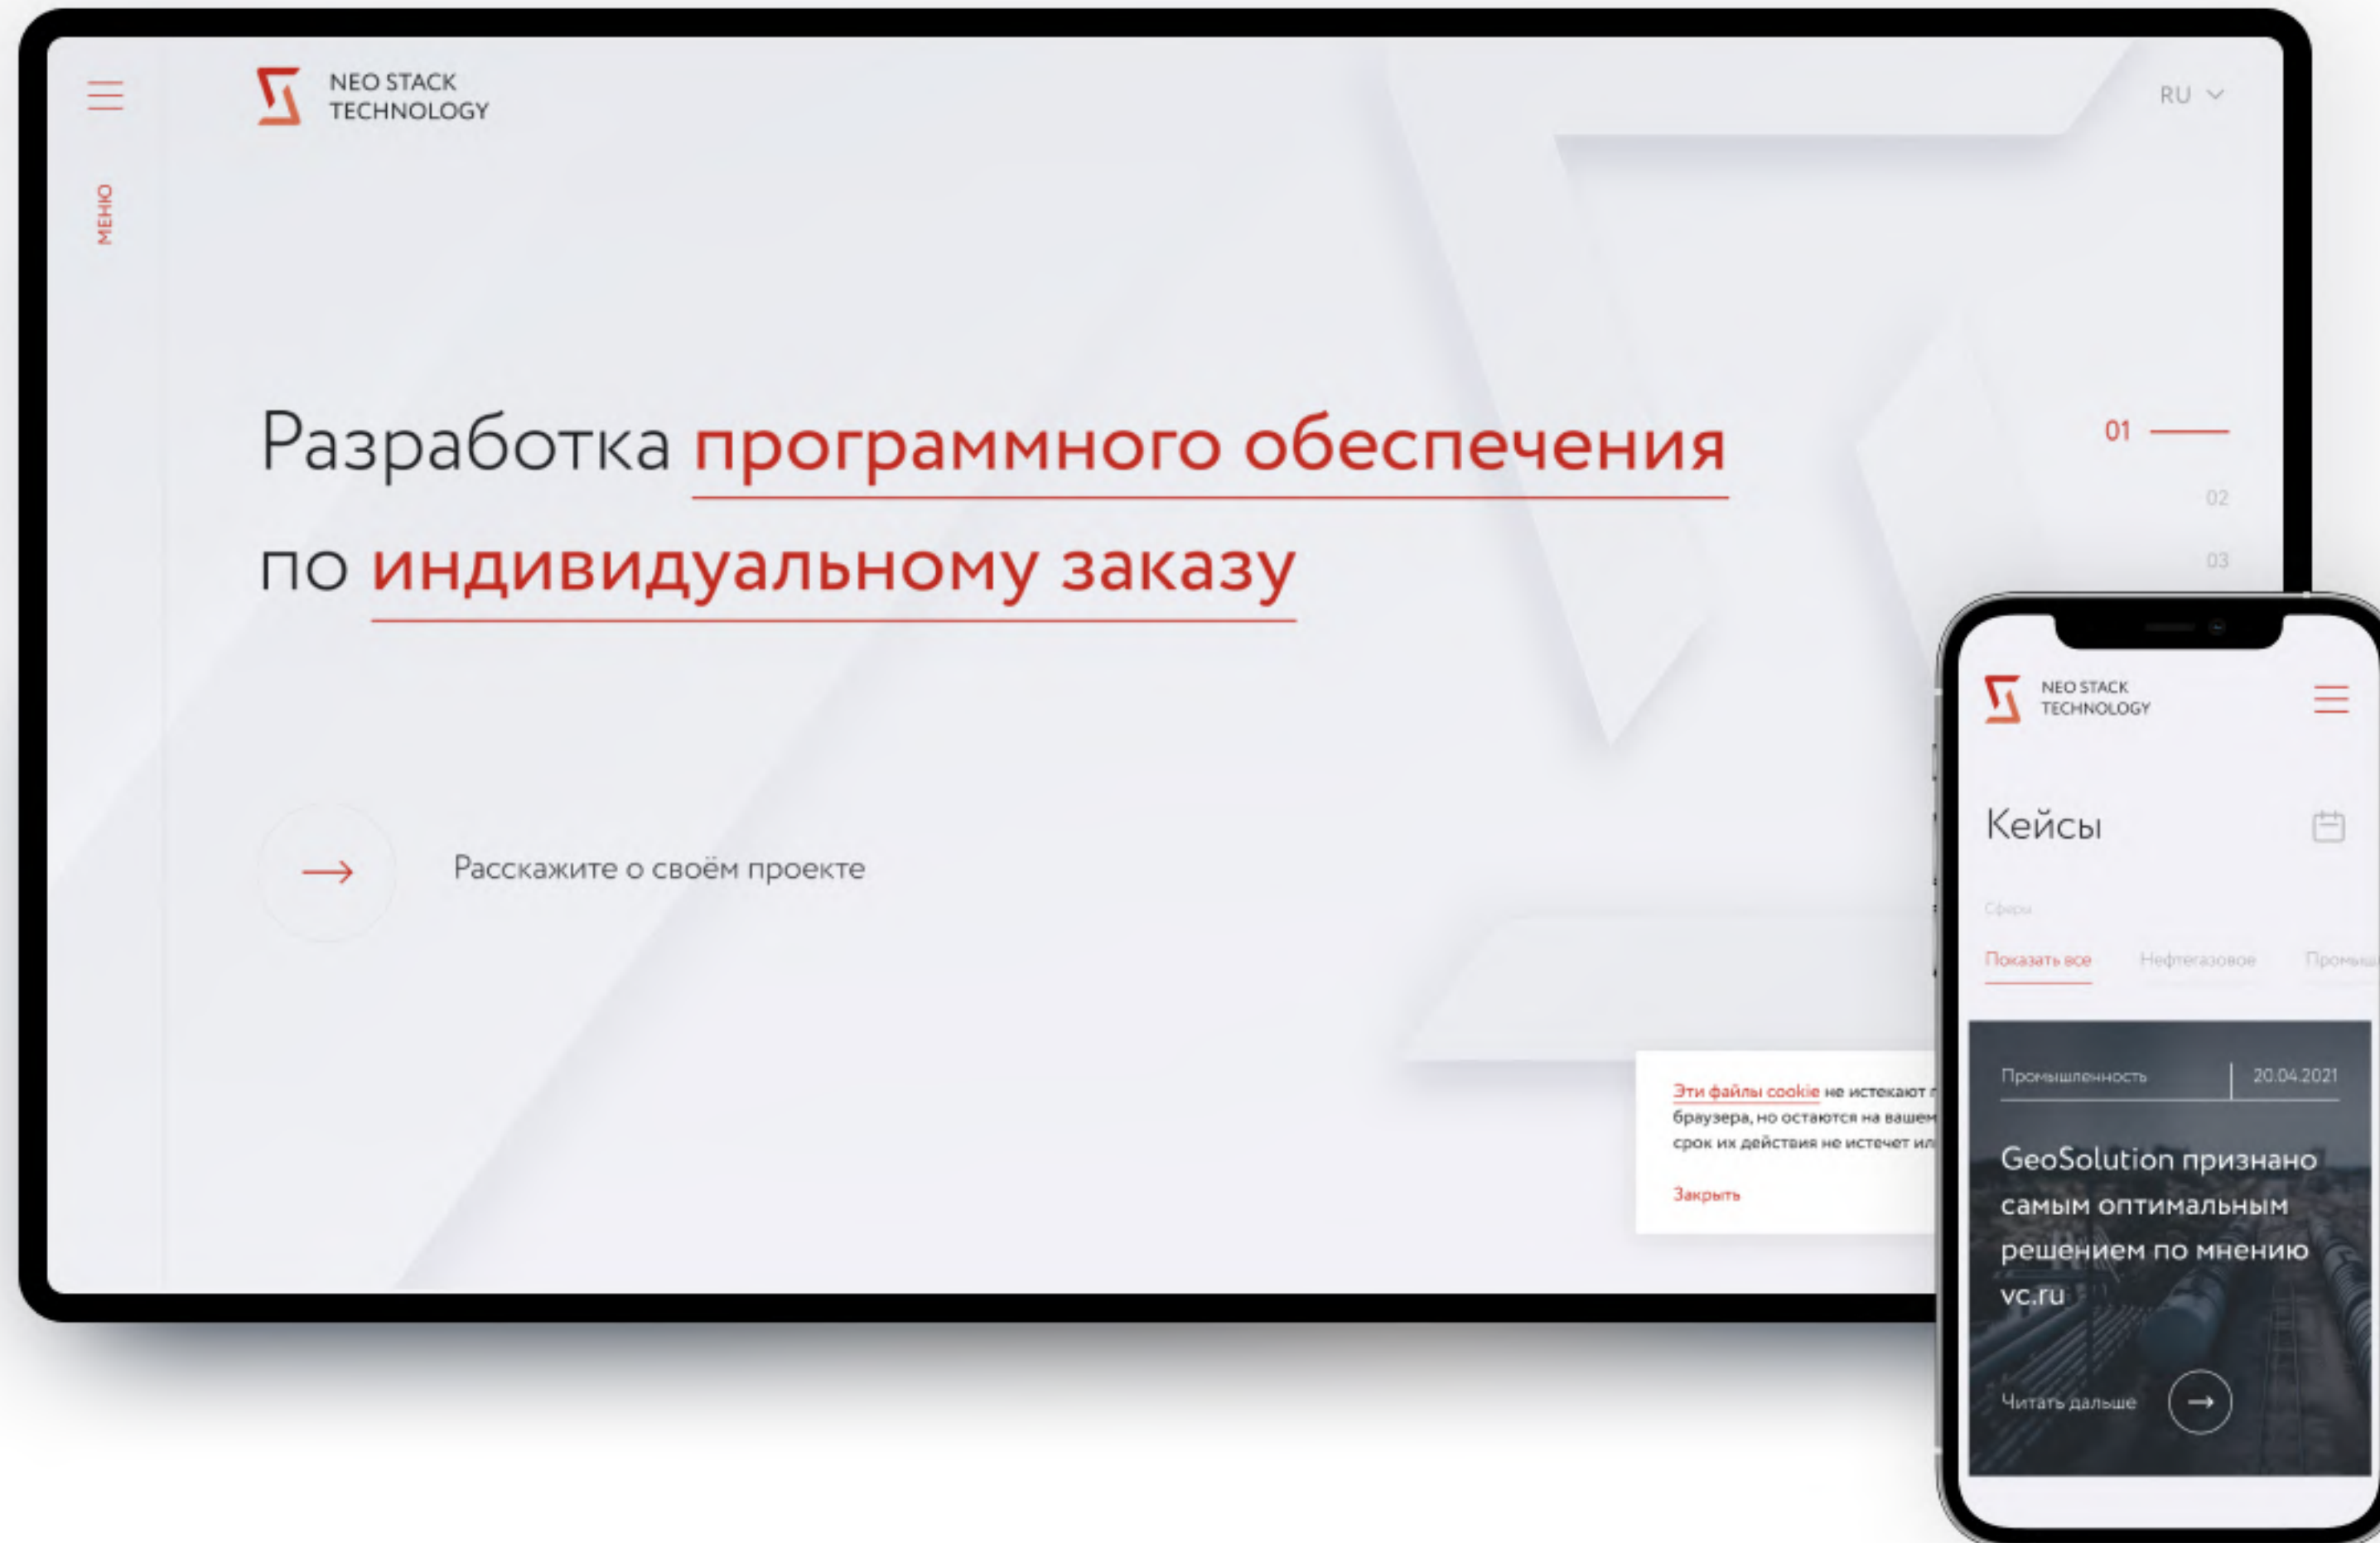 NEO STACK
TECHNOLOGY
RU
МЕНЮ
Разработка программного обеспечения
по индивидуальному заказу
01
02
03
Расскажите о своём проекте
Эти файлы cookie не истекают
браузера, но остаются на вашем
срок их действия не истечет
Закрыть
NEO STACK
TECHNOLOGY
Кейсы
Сферы
Показать все
Нефтегазовое
Промышленность
20.04.2021
GeoSolution признано
самым оптимальным
решением по мнению
vc.ru
Читать дальше